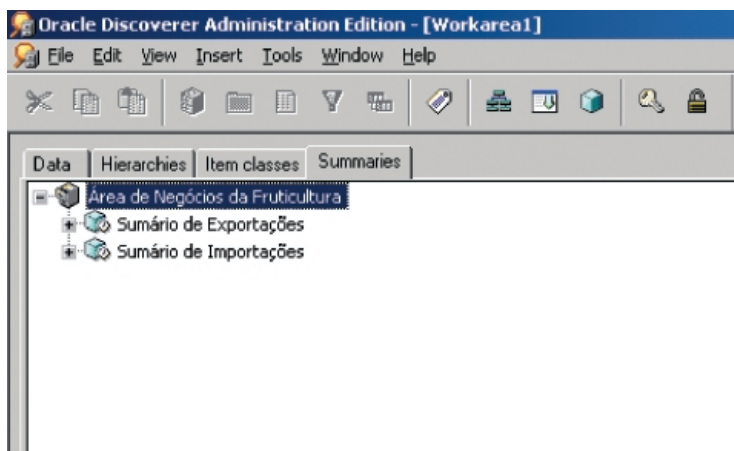 Oracle Discoverer Administration Edition - [Workarea1]
File Edit View Insert Tools Window Help
Data Hierarchies Item classes Summaries
Área de Negócios da Fruticultura
Sumário de Exportações
Sumário de Importações